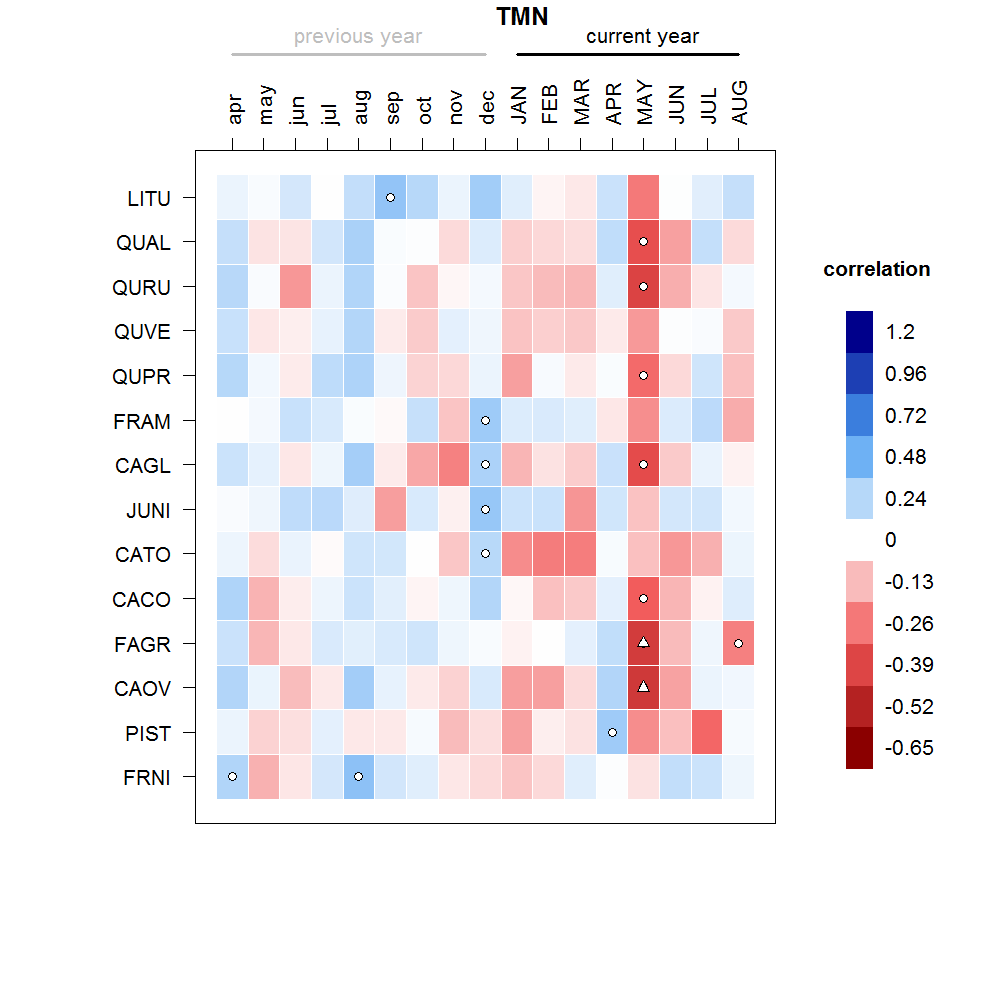 TMN
previous year current year
apr may jun jul aug sep oct nov dec JAN FEB MAR APR MAY JUN JUL AUG
LITU
QUAL
QURU
QUVE
QUPR
FRAM
CAGL
JUNI
CATO
CACO
FAGR
CAOV
PIST
FRNI
correlation
1.2
0.96
0.72
0.48
0.24
0
-0.13
-0.26
-0.39
-0.52
-0.65